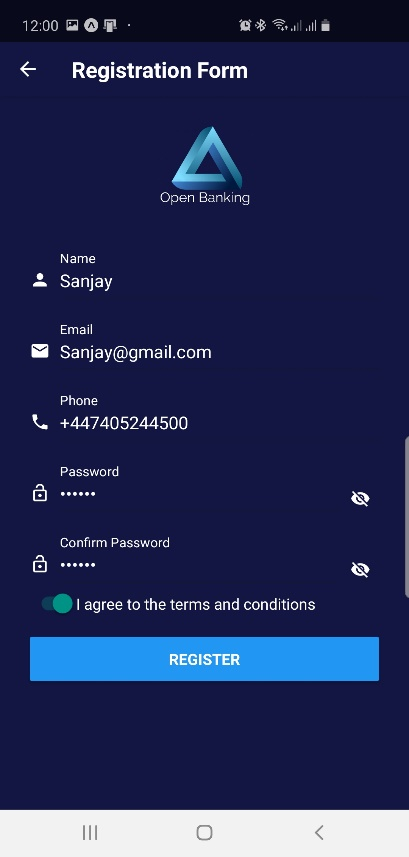 12:00
Registration Form
Open Banking
Name
Sanjay
Email
Sanjay@gmail.com
Phone
+447405244500
Password
••••••
Confirm Password
••••••
I agree to the terms and conditions
REGISTER